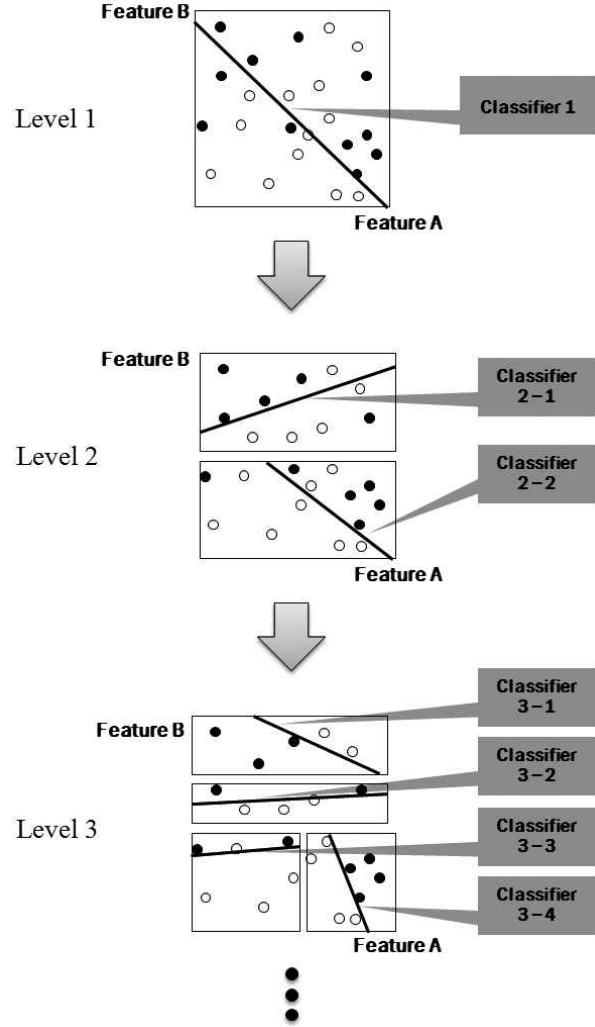 Feature B
Level 1
Classifier 1
Feature A
Feature B
Classifier
2 – 1
Level 2
Classifier
2 – 2
Feature A
Classifier
3 – 1
Feature B
Classifier
3 – 2
Level 3
Classifier
3 – 3
Classifier
3 – 4
Feature A